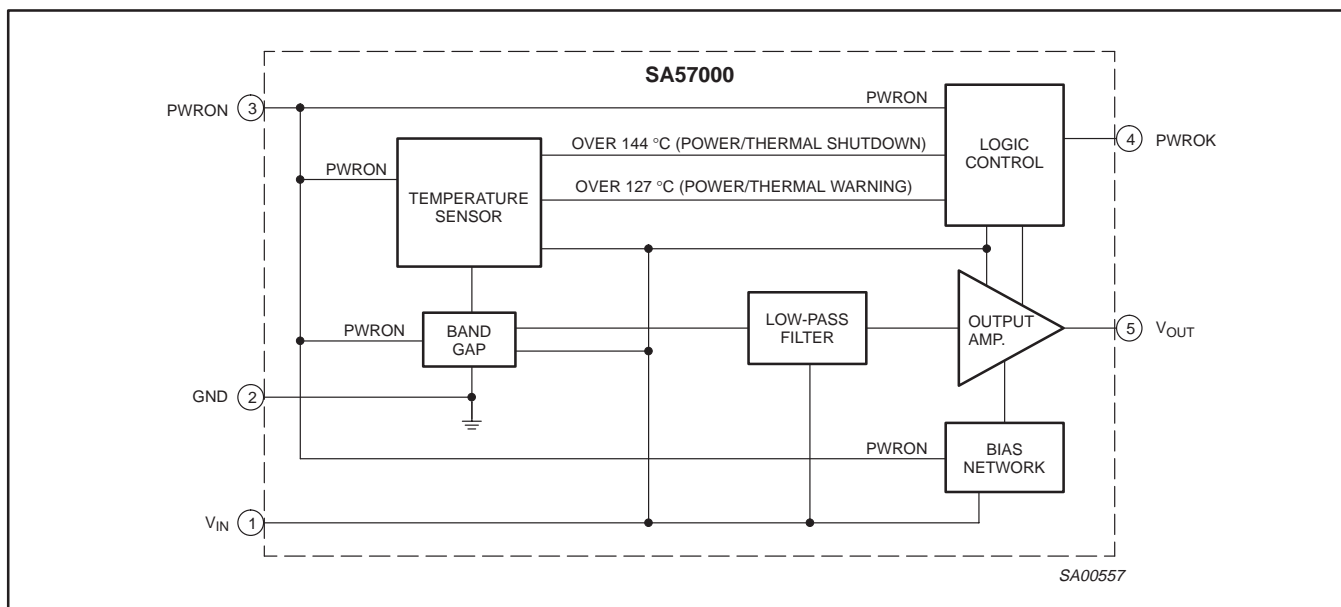 SA57000
PWRON 3
PWRON
LOGIC
CONTROL
4 PWROK
OVER 144 °C (POWER/THERMAL SHUTDOWN)
PWRON
TEMPERATURE
SENSOR
OVER 127 °C (POWER/THERMAL WARNING)
PWRON
BAND
GAP
LOW-PASS
FILTER
OUTPUT
AMP.
5 VOUT
GND 2
PWRON
BIAS
NETWORK
VIN 1
SA00557